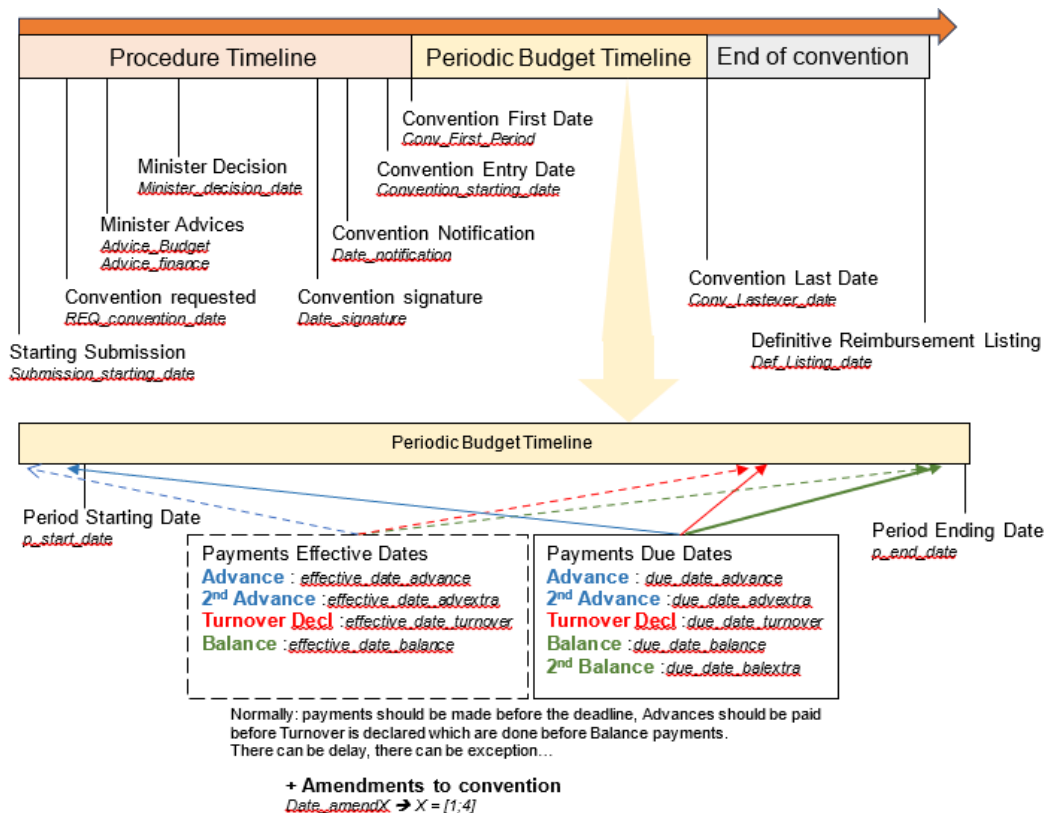 Procedure Timeline
Periodic Budget Timeline
End of convention
Convention First Date
Conv_First_Period
Minister Decision
Minister_decision_date
Convention Entry Date
Convention_starting_date
Minister Advices
Advice_Budget
Advice_finance
Convention Notification
Date_notification
Convention requested
REQ_convention_date
Convention signature
Date_signature
Convention Last Date
Conv_Lastever_date
Starting Submission
Submission_starting_date
Definitive Reimbursement Listing
Def_Listing_date
Periodic Budget Timeline
Period Starting Date
p_start_date
Period Ending Date
p_end_date
Payments Effective Dates
Advance : effective_date_advance
2nd Advance :effective_date_advextra
Turnover Decl :effective_date_turnover
Balance :effective_date_balance
Payments Due Dates
Advance : due_date_advance
2nd Advance :due_date_advextra
Turnover Decl :due_date_turnover
Balance :due_date_balance
2nd Balance :due_date_balextra
Normally: payments should be made before the deadline, Advances should be paid
before Turnover is declared which are done before Balance payments.
There can be delay, there can be exception…
+ Amendments to convention
Date_amendX ➔ X = [1;4]